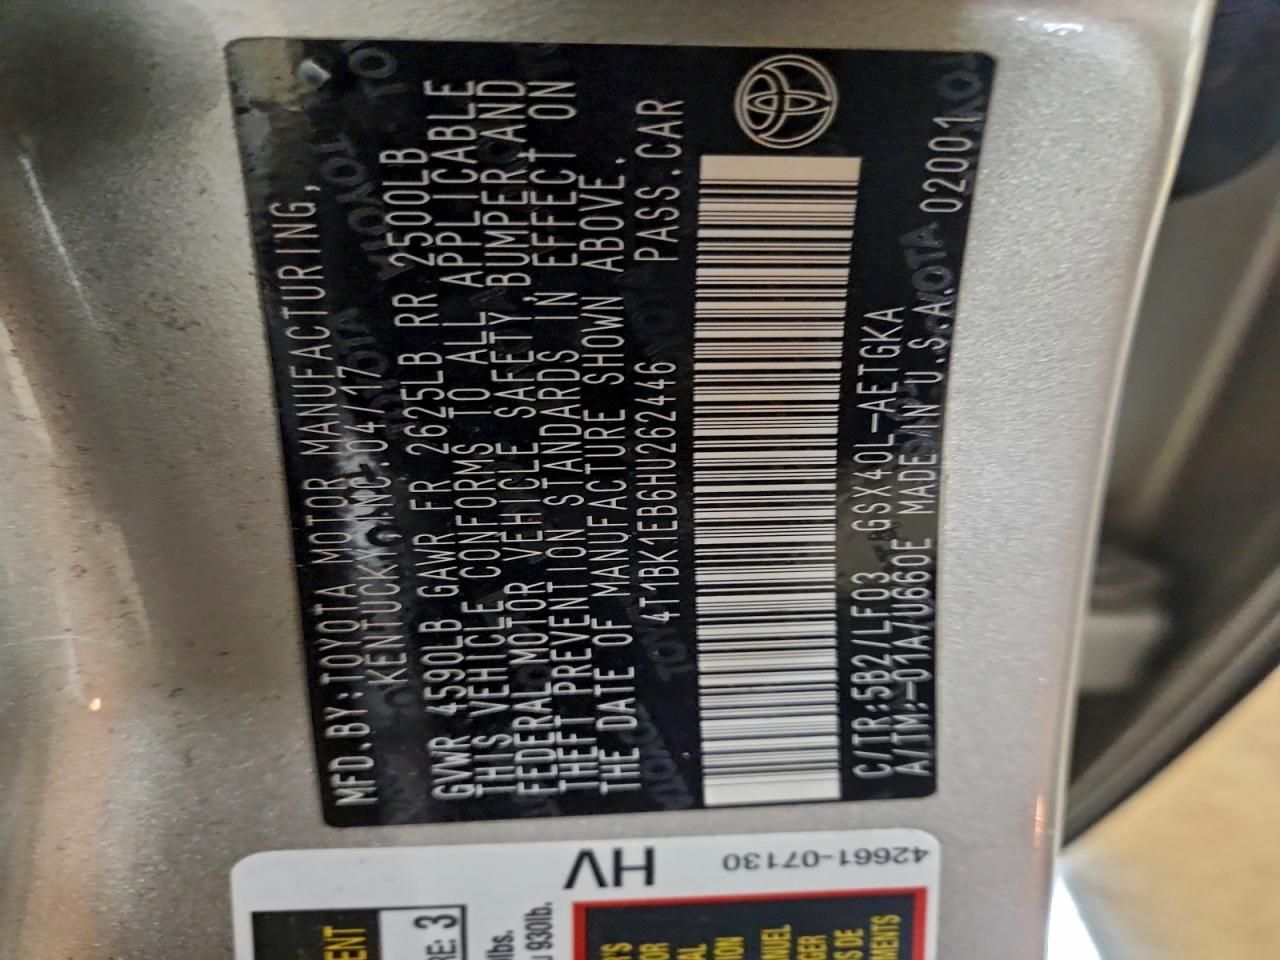 MFD.BY:TOYOTA MOTOR MANUFACTURING,
KENTUCKY,INC. 04/17
GVWR 4590LB GAWR FR 2625LB RR 2500LB
THIS VEHICLE CONFORMS TO ALL APPLICABLE
FEDERAL MOTOR VEHICLE SAFETY, BUMPER, AND
THEFT PREVENTION STANDARDS IN EFFECT ON
THE DATE OF MANUFACTURE SHOWN ABOVE.
4T1BK1EB6HU262446 PASS.CAR
C/TR:5B2/LF03 GSX40L-AETGKA
A/TM:-01A/U660E MADE IN U.S.A. 02001
HV
42661-07130
3
lbs.
930lb.